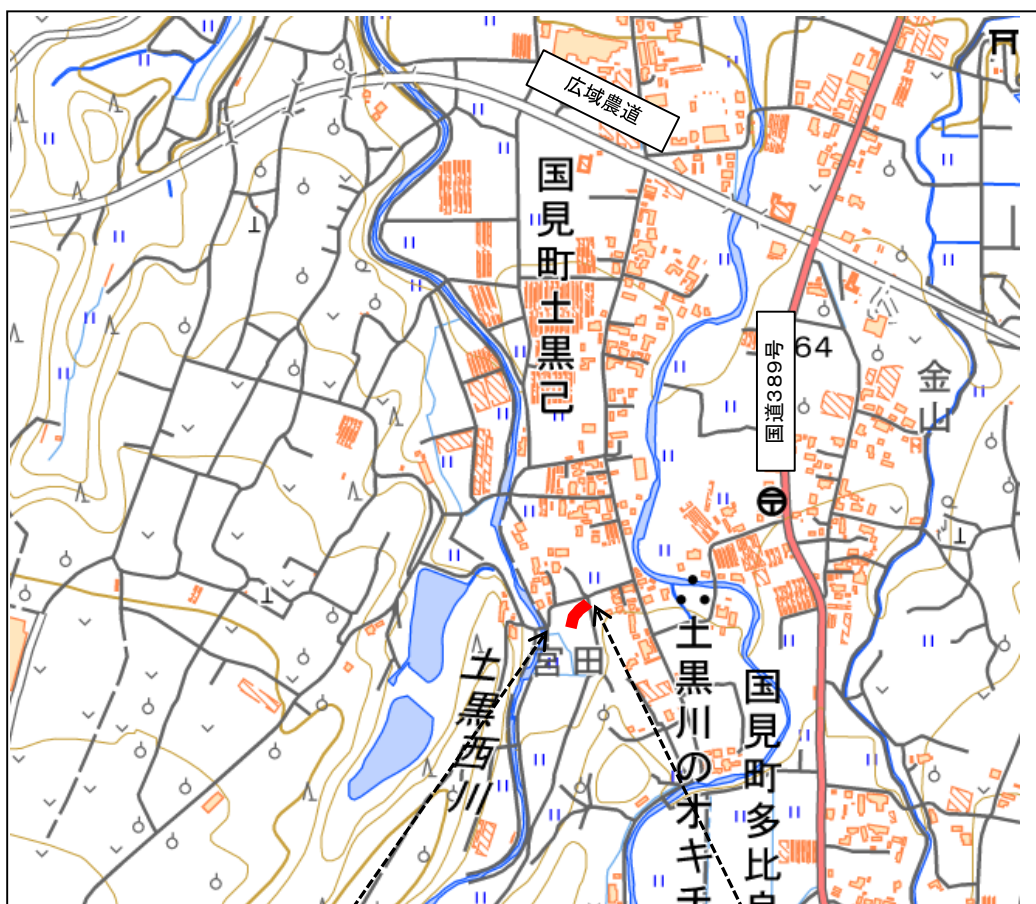 広域農道
国見町土黒己
国道389号
64
金山
宮田
土黒西川
土黒川のオキチ
国見町多比良